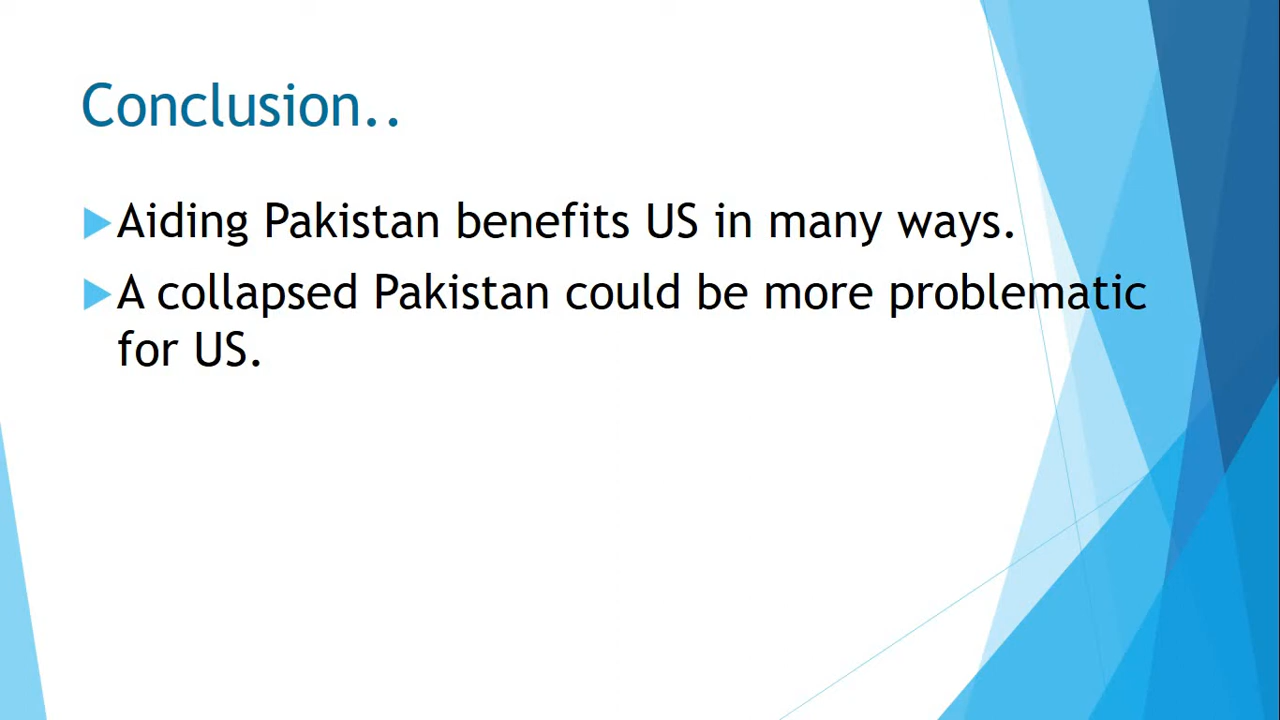 Conclusion..
Aiding Pakistan benefits US in many ways.
A collapsed Pakistan could be more problematic
for US.